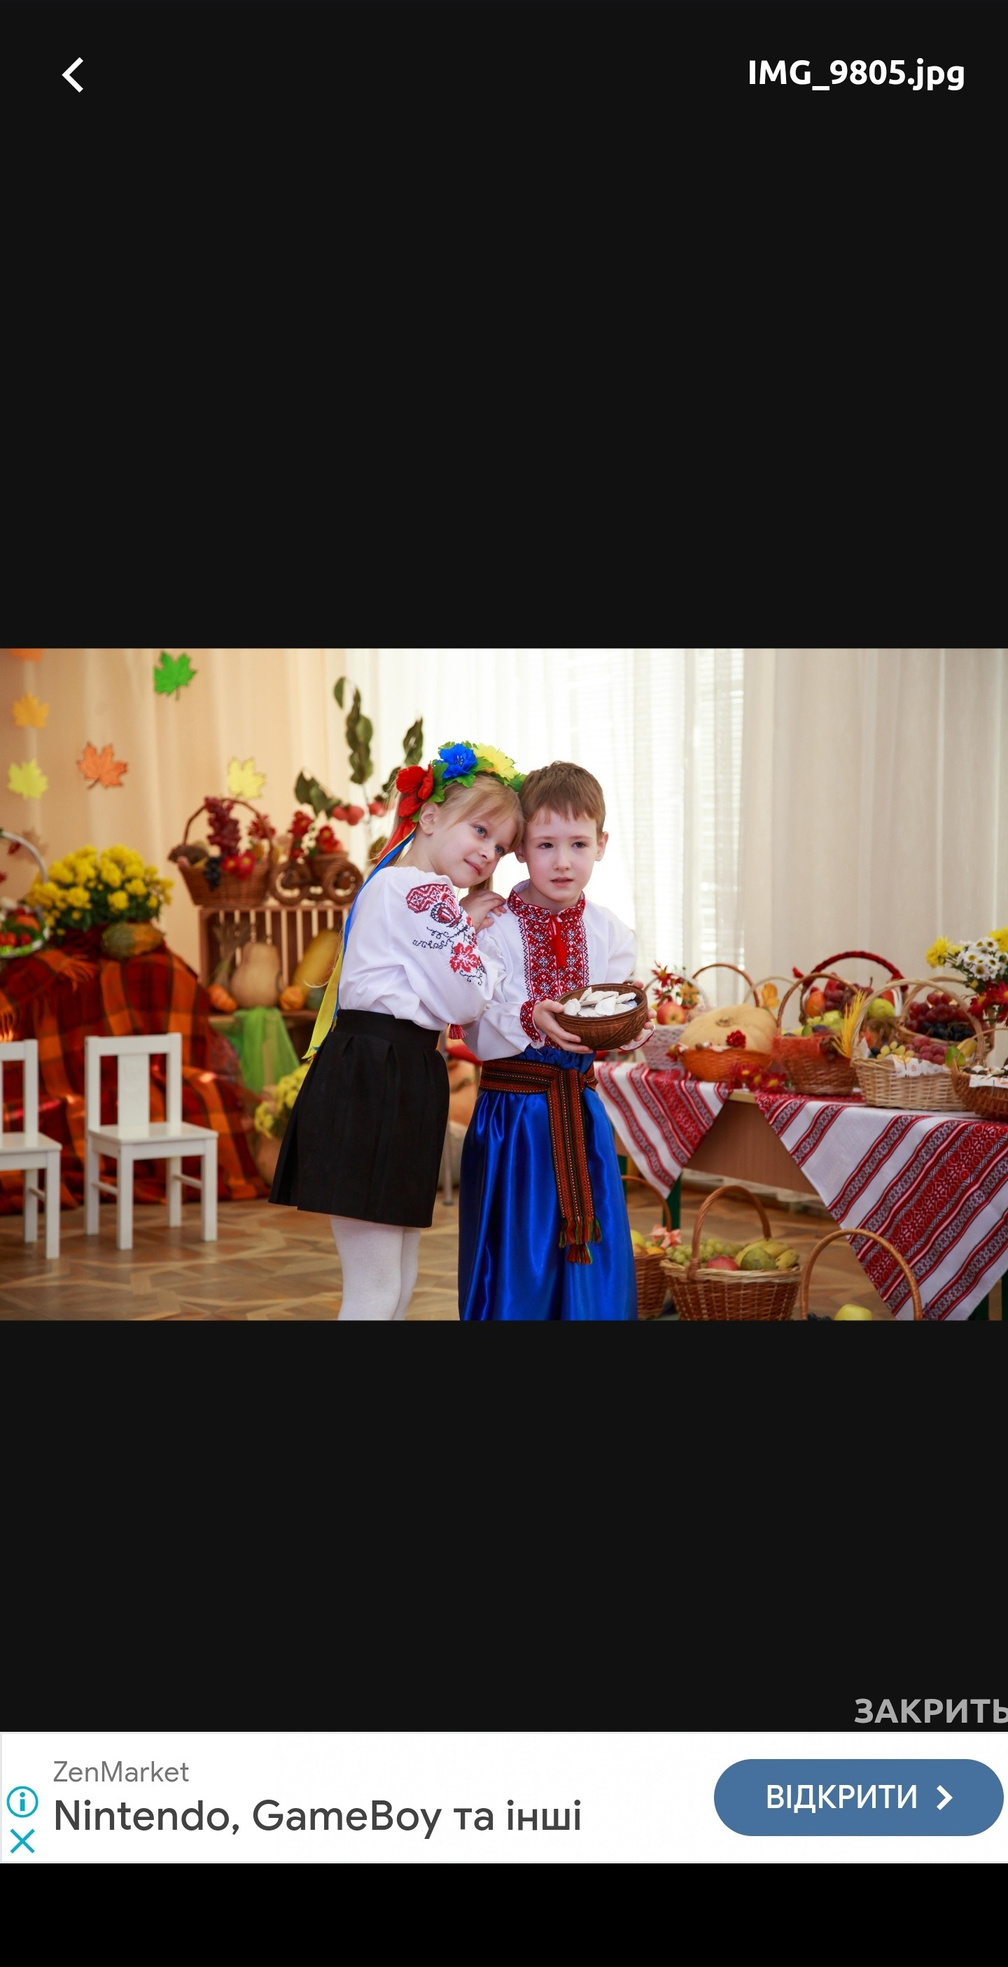 IMG_9805.jpg
ЗАКРИТЬ
ZenMarket
Nintendo, GameBoy та інші
ВІДКРИТИ